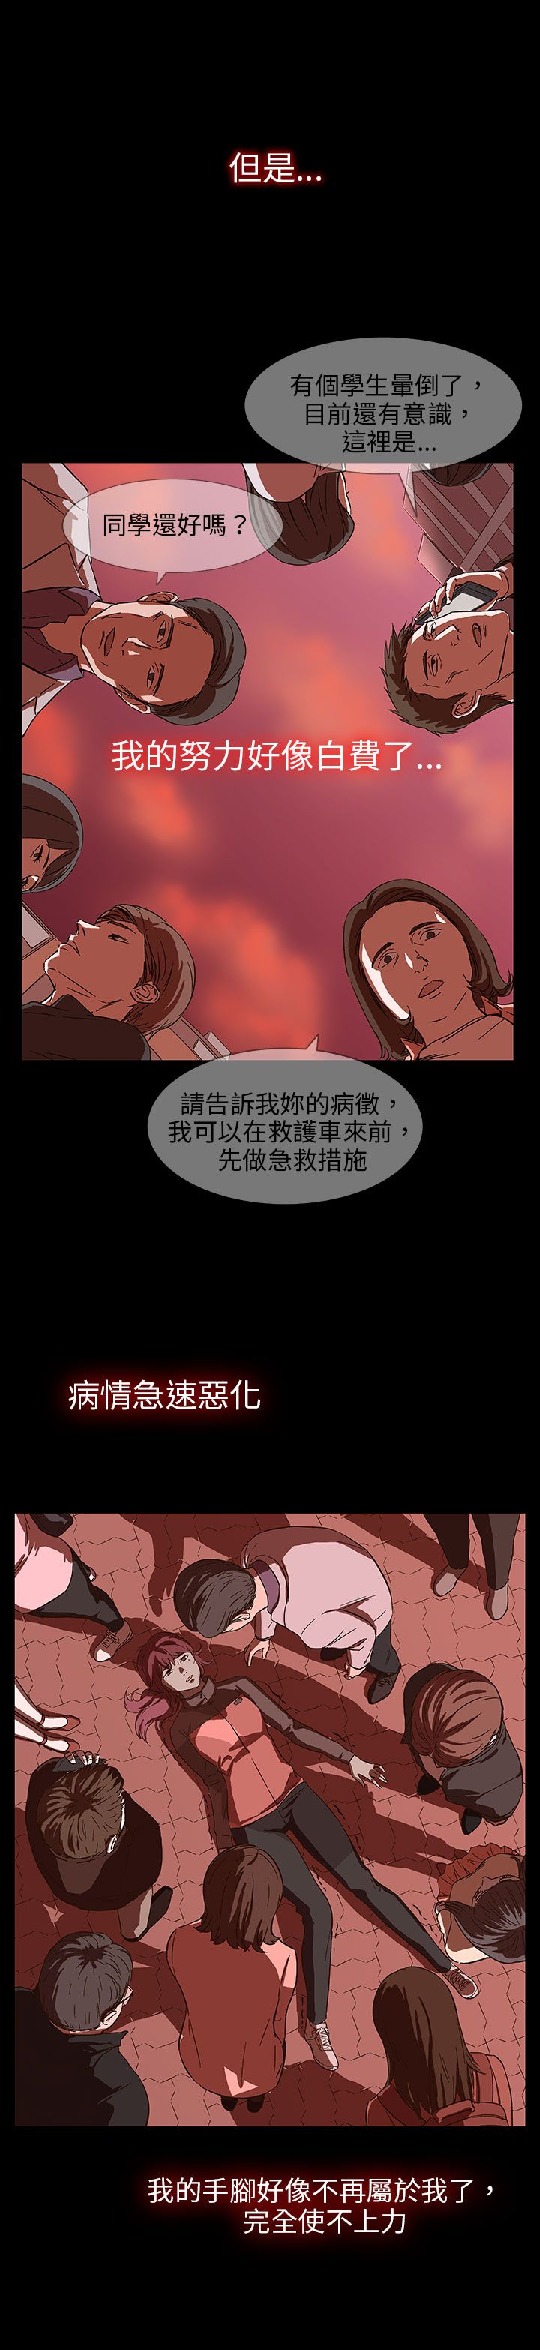 但是...
有個學生暈倒了，
目前還有意識，
這裡是...
同學還好嗎？
我的努力好像白費了...
請告訴我妳的病徵，
我可以在救護車來前，
先做急救措施
病情急速惡化
我的手腳好像不再屬於我了，
完全使不上力